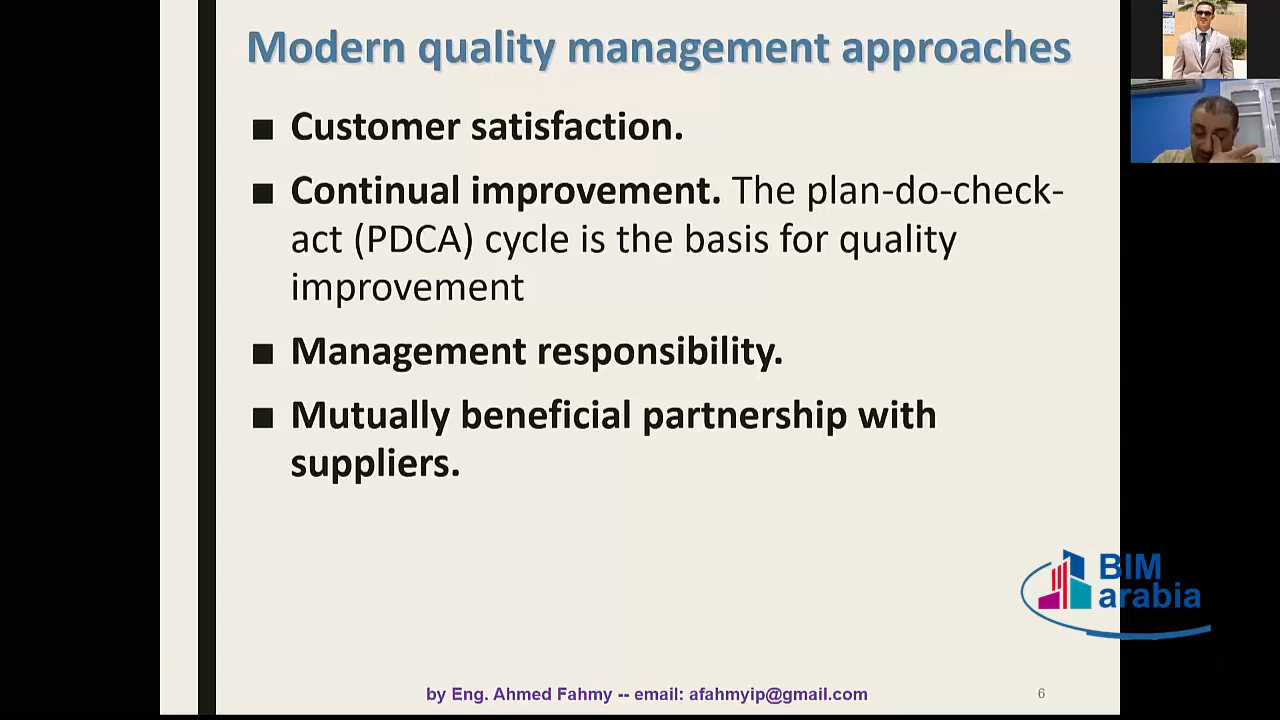 Modern quality management approaches
■ Customer satisfaction.
■ Continual improvement. The plan-do-check-
act (PDCA) cycle is the basis for quality
improvement
■ Management responsibility.
■ Mutually beneficial partnership with
suppliers.
BIM
arabia
by Eng. Ahmed Fahmy -- email: afahmyip@gmail.com
6